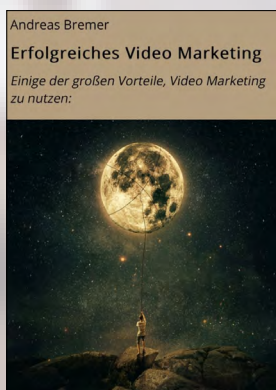 Andreas Bremer
Erfolgreiches Video Marketing
Einige der großen Vorteile, Video Marketing
zu nutzen: